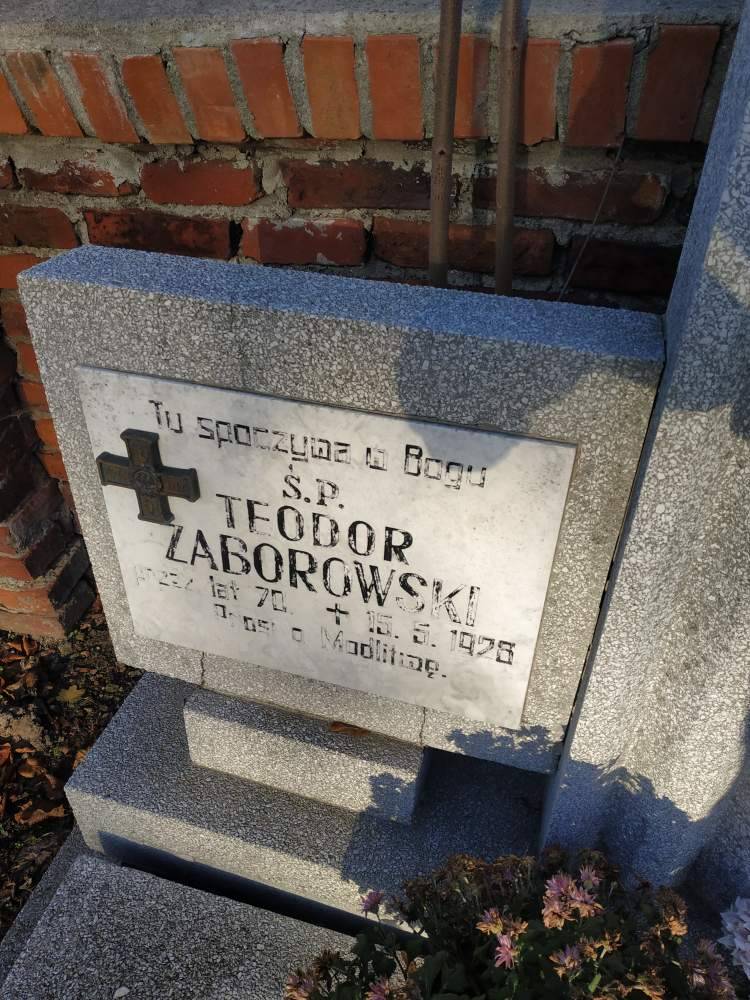 Tu spoczywa w Bogu
Ś.P.
TEODOR
ZABOROWSKI
przeż lat 70. + 15. 5. 1928
Prosi o Modlitwę.